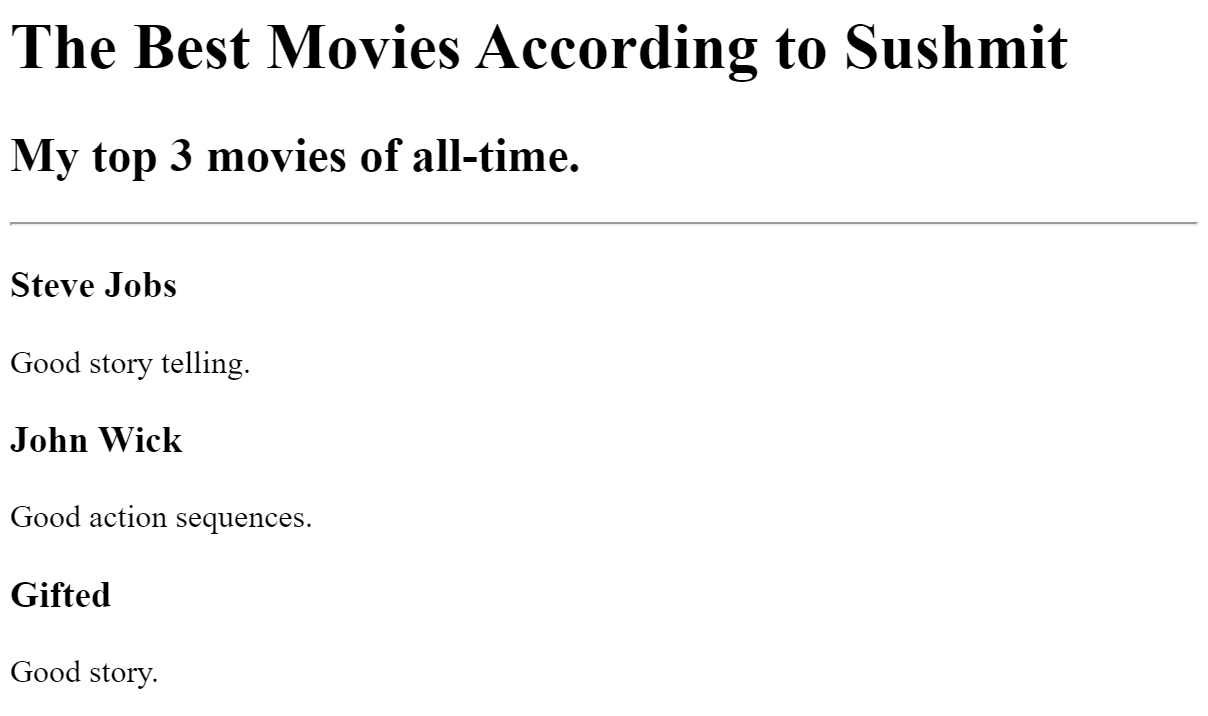 The Best Movies According to Sushmit
My top 3 movies of all-time.
Steve Jobs
Good story telling.
John Wick
Good action sequences.
Gifted
Good story.